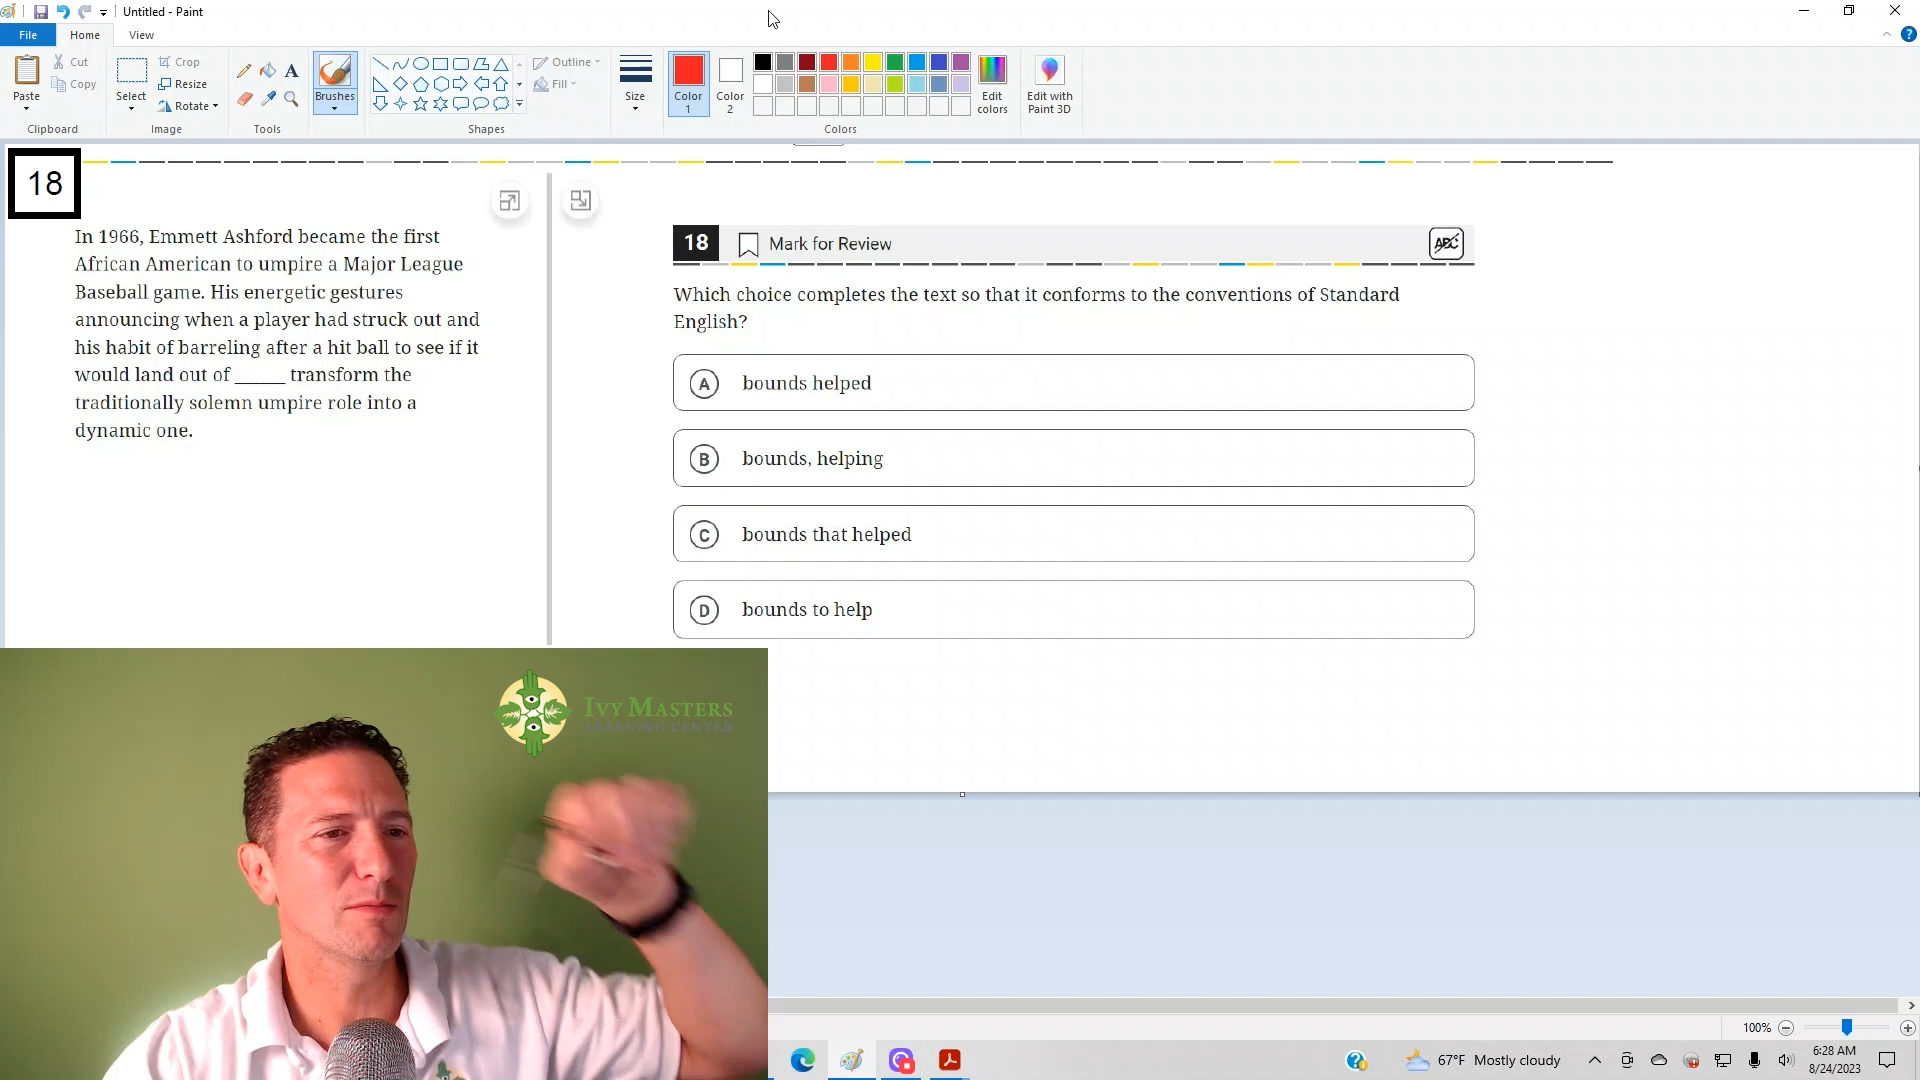 Untitled - Paint
File
Home
View
Paste
Cut
Copy
Clipboard
Select
Crop
Resize
Rotate
Image
A
Tools
Brushes
Outline
Fill
Shapes
Size
Color 1
Color 2
Colors
Edit colors
Edit with Paint 3D
18
In 1966, Emmett Ashford became the first
African American to umpire a Major League
Baseball game. His energetic gestures
announcing when a player had struck out and
his habit of barreling after a hit ball to see if it
would land out of ______ transform the
traditionally solemn umpire role into a
dynamic one.
18 Mark for Review ABC
Which choice completes the text so that it conforms to the conventions of Standard
English?
A bounds helped
B bounds, helping
C bounds that helped
D bounds to help
IVY MASTERS
LEARNING CENTER
100%
67°F Mostly cloudy
6:28 AM
8/24/2023